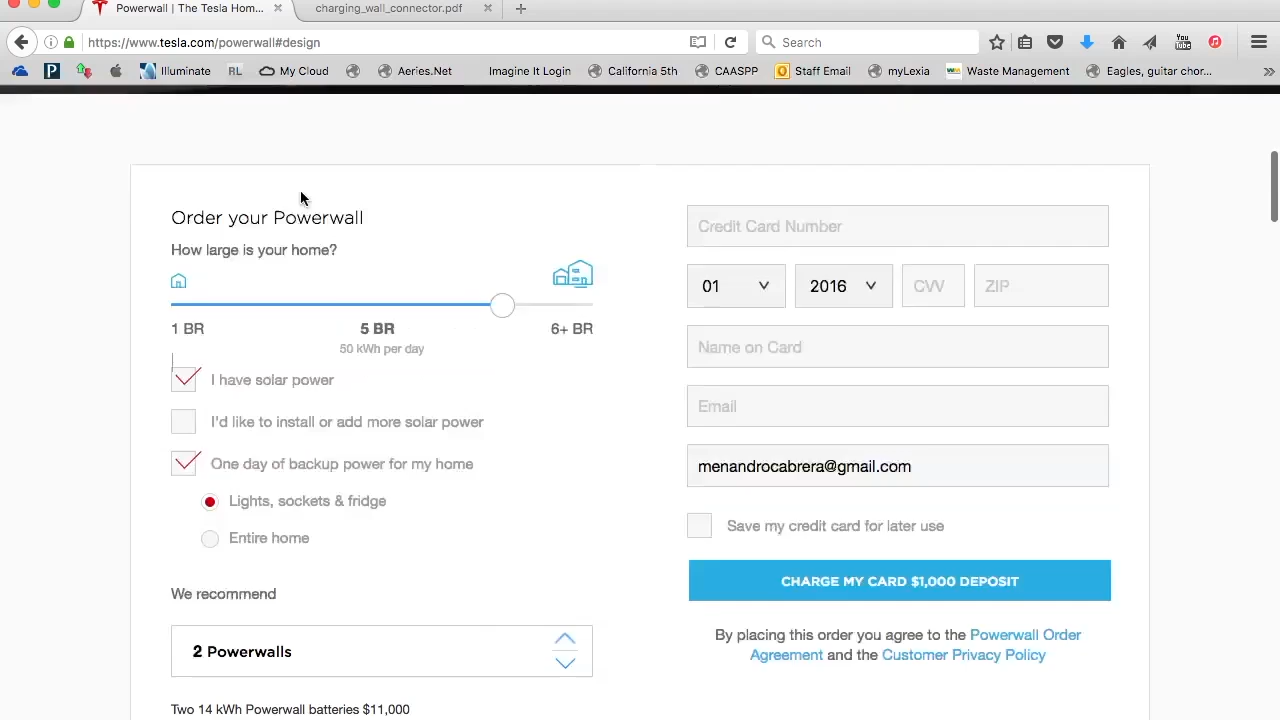 Powerwall | The Tesla Hom...
charging_wall_connector.pdf
https://www.tesla.com/powerwall#design
Search
Illuminate
RL
My Cloud
Aeries.Net
Imagine It Login
California 5th
CAASPP
Staff Email
myLexia
Waste Management
Eagles, guitar chor...
Order your Powerwall
How large is your home?
1 BR
5 BR
6+ BR
50 kWh per day
I have solar power
I'd like to install or add more solar power
One day of backup power for my home
Lights, sockets & fridge
Entire home
We recommend
2 Powerwalls
Two 14 kWh Powerwall batteries $11,000
Credit Card Number
01
2016
CVV
ZIP
Name on Card
Email
menandrocabrera@gmail.com
Save my credit card for later use
CHARGE MY CARD $1,000 DEPOSIT
By placing this order you agree to the Powerwall Order
Agreement and the Customer Privacy Policy